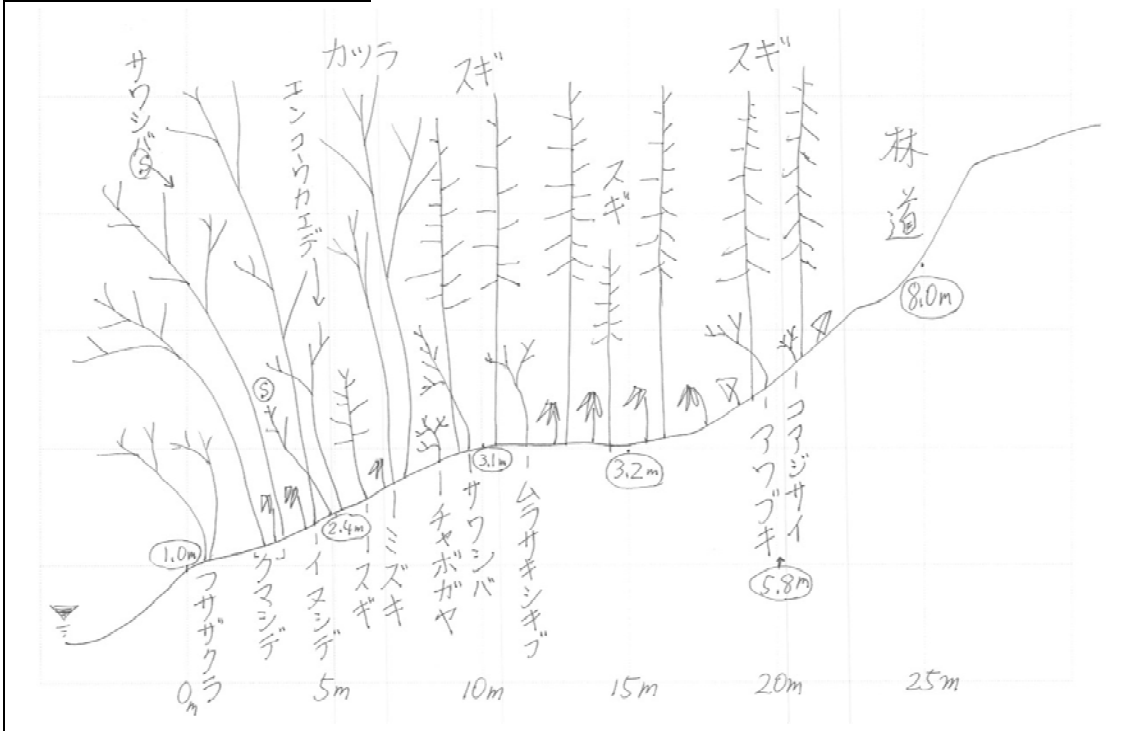 サワシバ
Ⓢ
エンコウカエデ
カツラ
スギ
スギ
スギ
林道
8.0m
Ⓢ
1.0m
2.4m
3.1m
3.2m
5.8m
フサザクラ
クマシデ
イヌシデ
スギ
ミズキ
チャボガヤ
サワシバ
ムラサキシキブ
アワブキ
コアジサイ
0m
5m
10m
15m
20m
25m